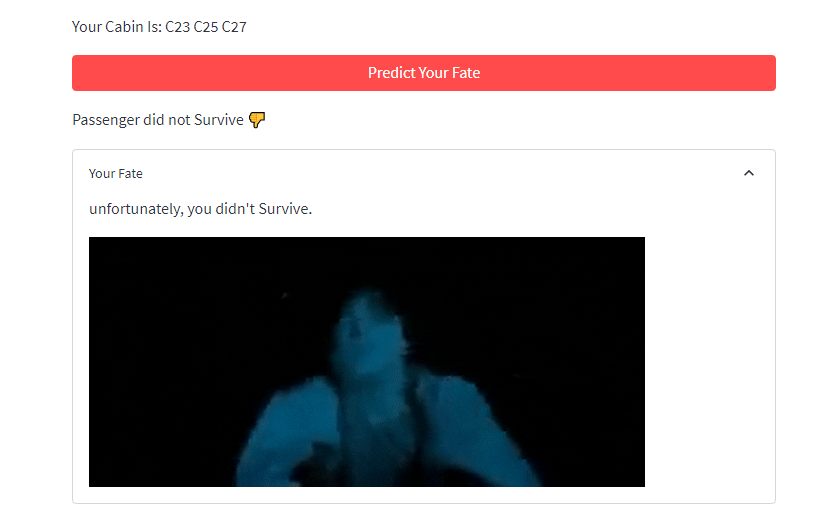 Your Cabin Is: C23 C25 C27
Predict Your Fate
Passenger did not Survive 👎
Your Fate
unfortunately, you didn't Survive.